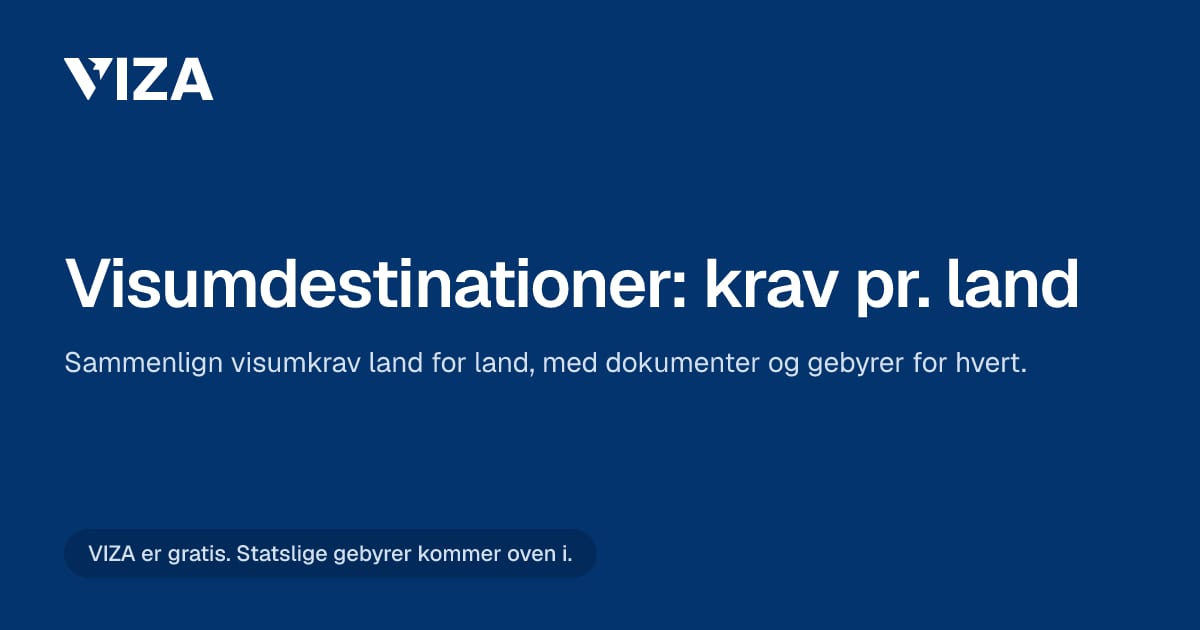 VIZA
Visumdestinationer: krav pr. land
Sammenlign visumkrav land for land, med dokumenter og gebyrer for hvert.
VIZA er gratis. Statslige gebyrer kommer oven i.